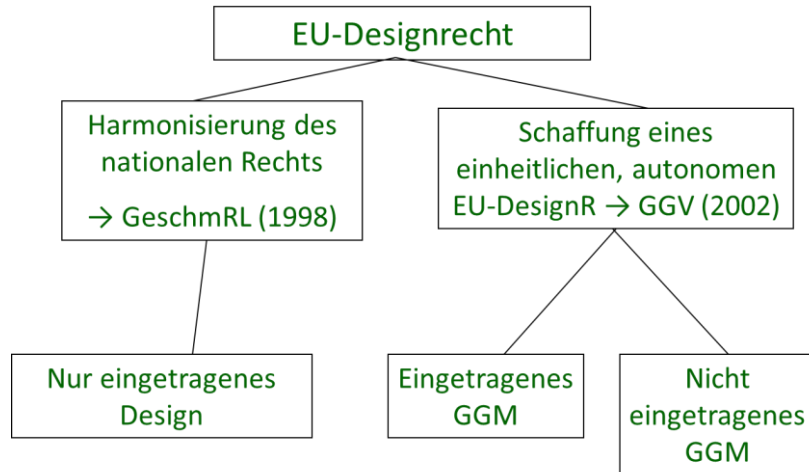 EU-Designrecht
Harmonisierung des
nationalen Rechts
→ GeschmRL (1998)
Schaffung eines
einheitlichen, autonomen
EU-DesignR → GGV (2002)
Nur eingetragenes
Design
Eingetragenes
GGM
Nicht
eingetragenes
GGM